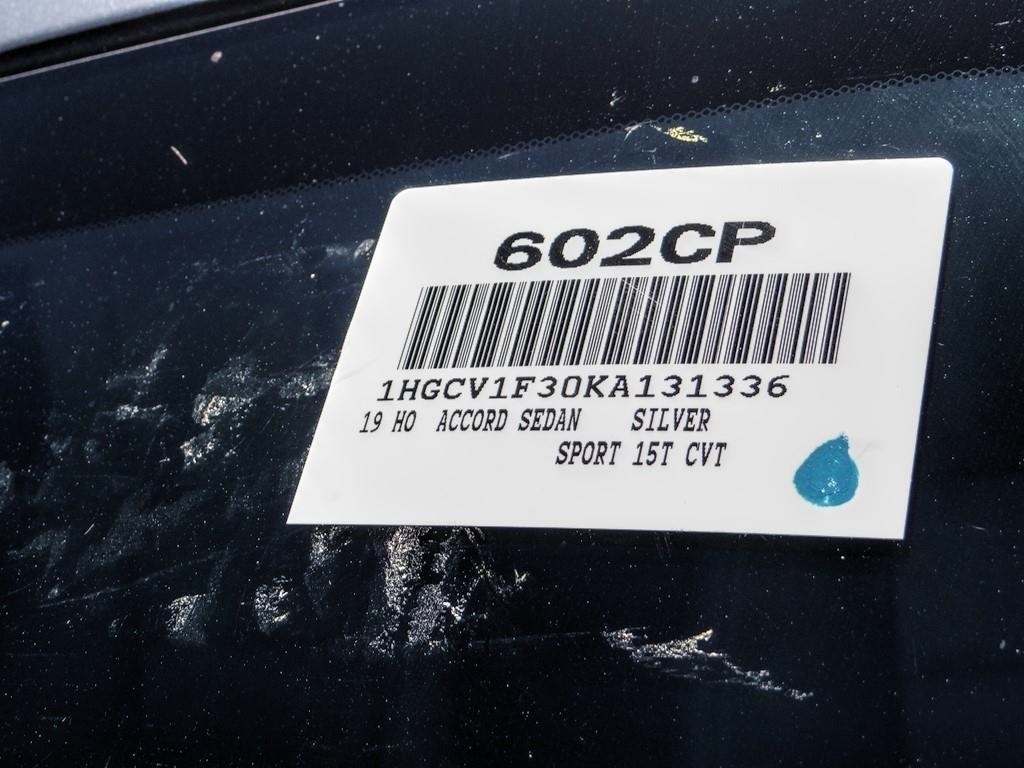 602CP
1HGCV1F30KA131336
19 HO ACCORD SEDAN SILVER
SPORT 15T CVT